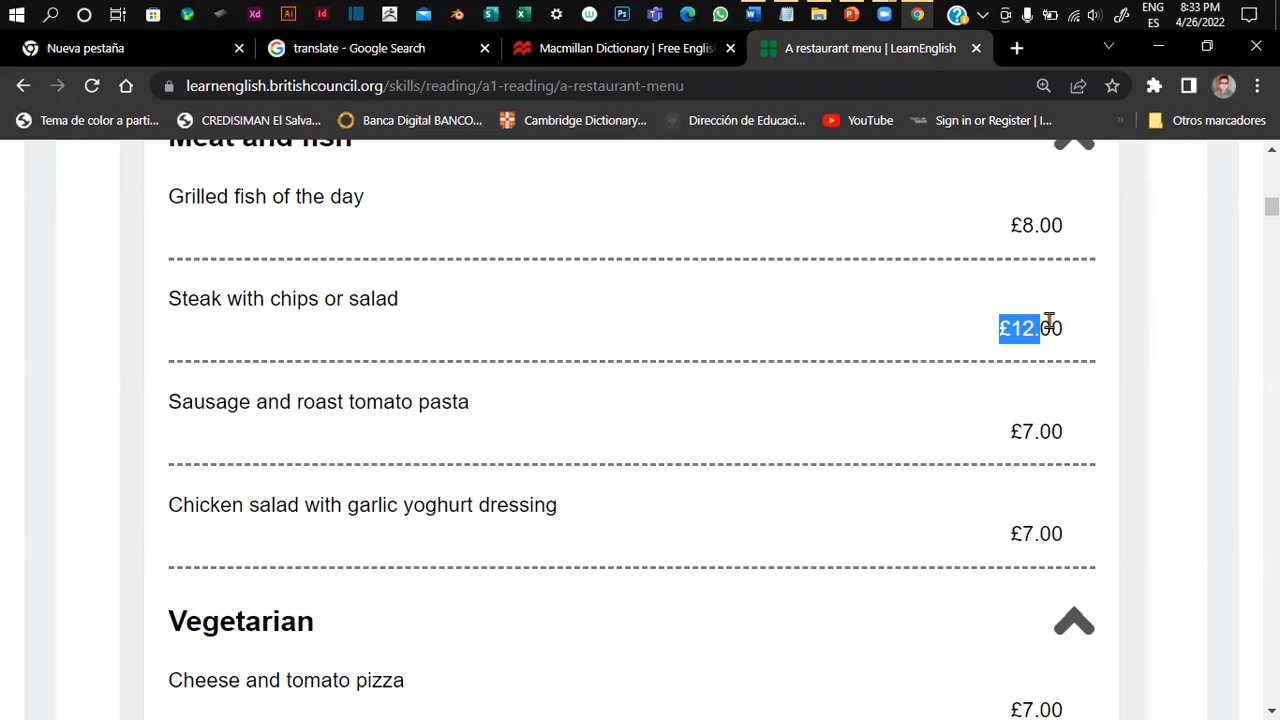 8:33 PM
ENG
ES
4/26/2022
Nueva pestaña
translate - Google Search
Macmillan Dictionary | Free Englis
A restaurant menu | LearnEnglish
learnenglish.britishcouncil.org/skills/reading/a1-reading/a-restaurant-menu
Tema de color a parti...
CREDISIMAN El Salva...
Banca Digital BANCO...
Cambridge Dictionary...
Dirección de Educaci...
YouTube
Sign in or Register | I...
Otros marcadores
Meat and fish
Grilled fish of the day
£8.00
Steak with chips or salad
£12.00
Sausage and roast tomato pasta
£7.00
Chicken salad with garlic yoghurt dressing
£7.00
Vegetarian
Cheese and tomato pizza
£7.00